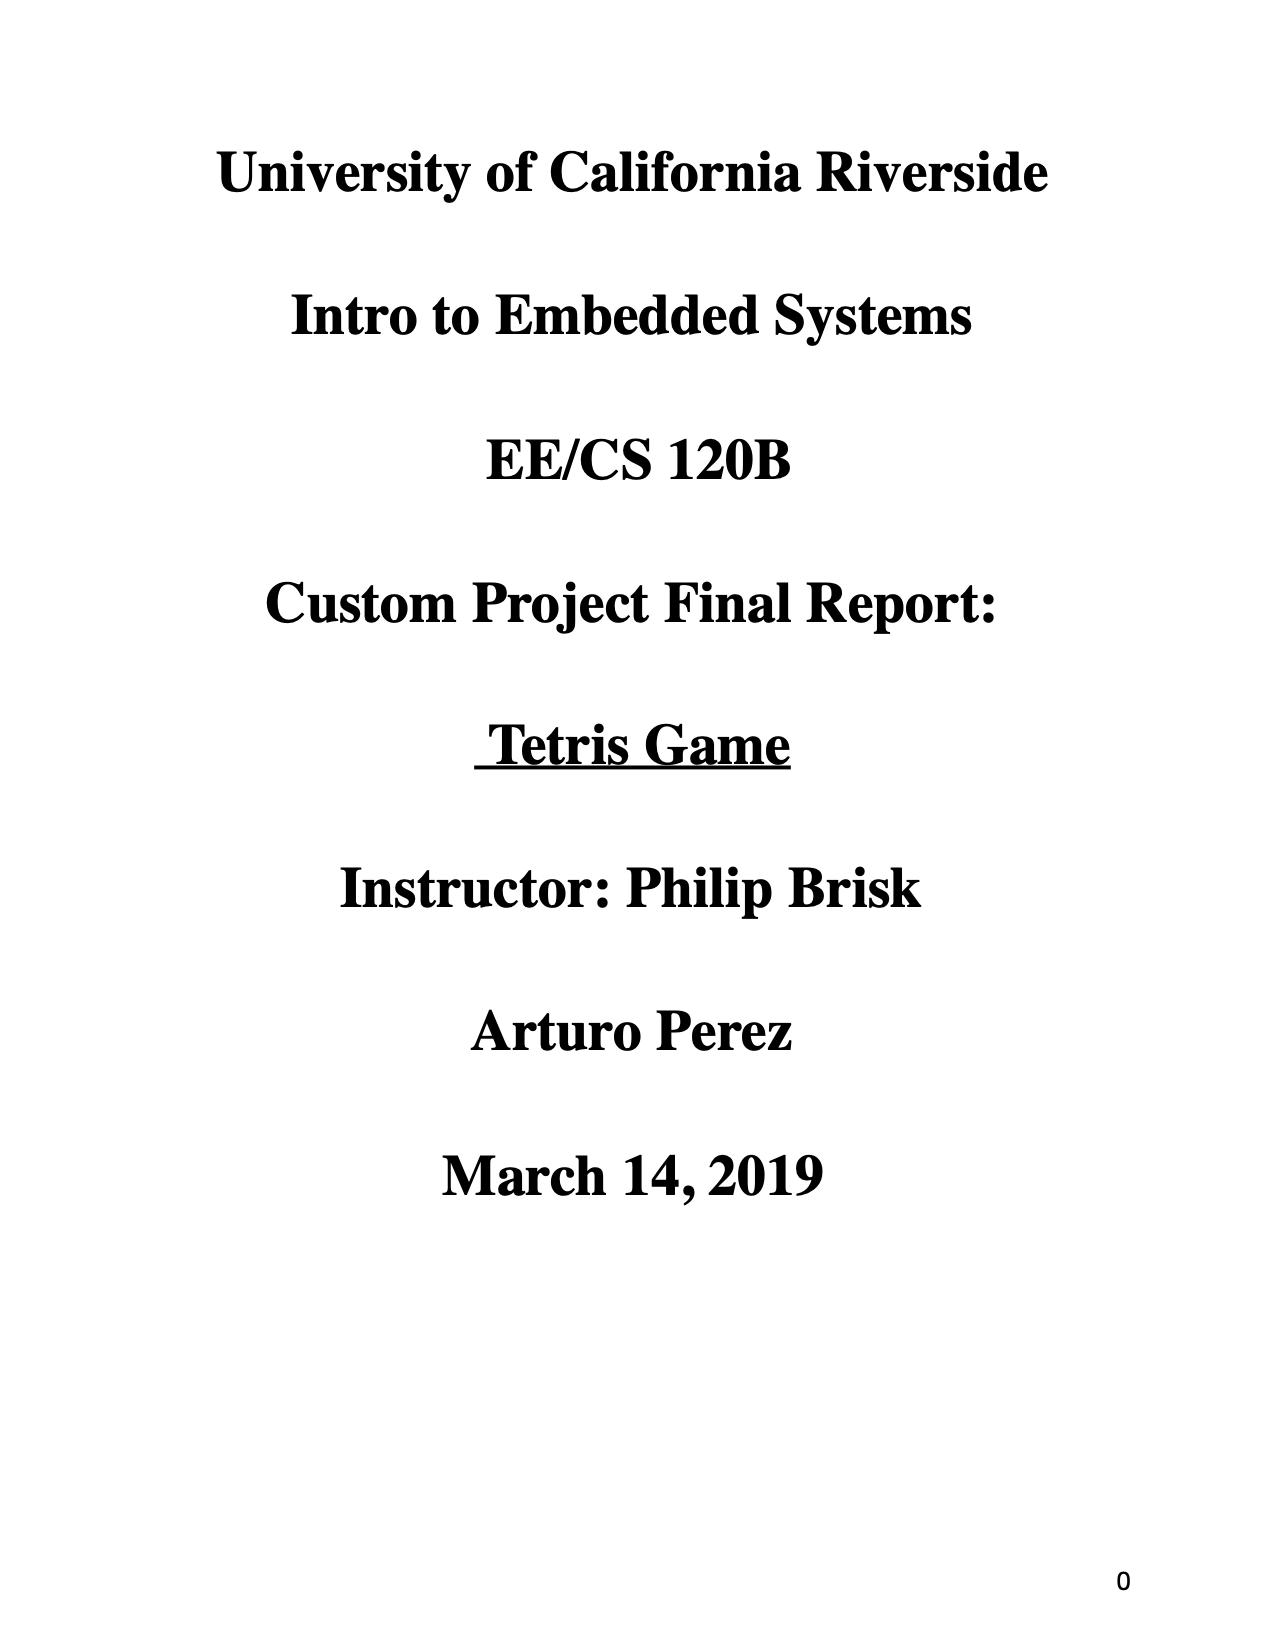 University of California Riverside
Intro to Embedded Systems
EE/CS 120B
Custom Project Final Report:
Tetris Game
Instructor: Philip Brisk
Arturo Perez
March 14, 2019
0